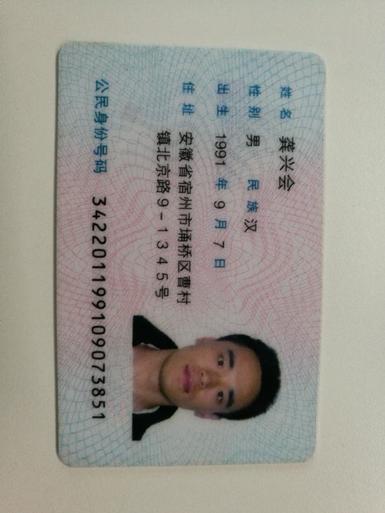 姓名 龚兴会
性别 男 民族 汉
出生 1991 年 9 月 7 日
住址 安徽省宿州市埇桥区曹村
镇北京路9-1345号
公民身份号码 342201199109073851